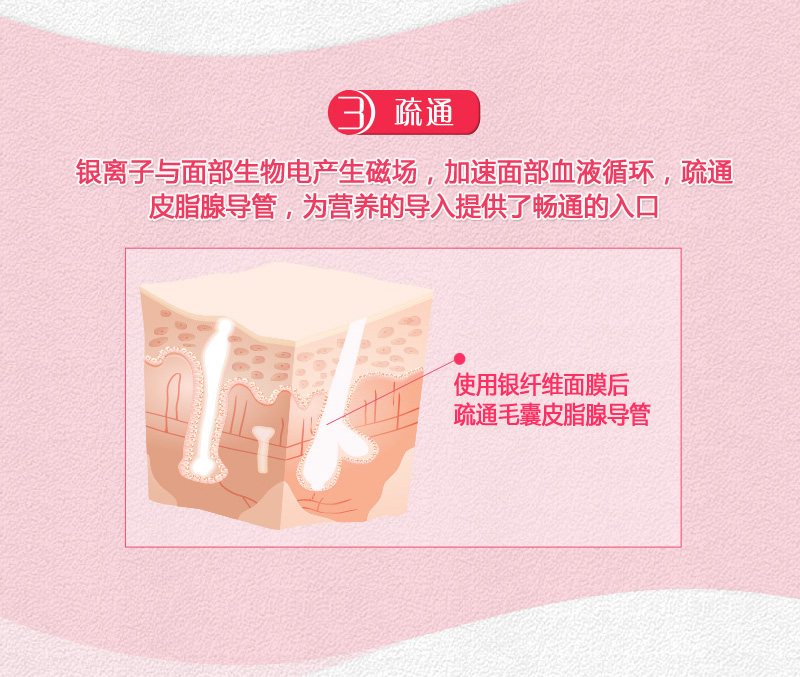 3 疏通
银离子与面部生物电产生磁场，加速面部血液循环，疏通
皮脂腺导管，为营养的导入提供了畅通的入口
使用银纤维面膜后
疏通毛囊皮脂腺导管